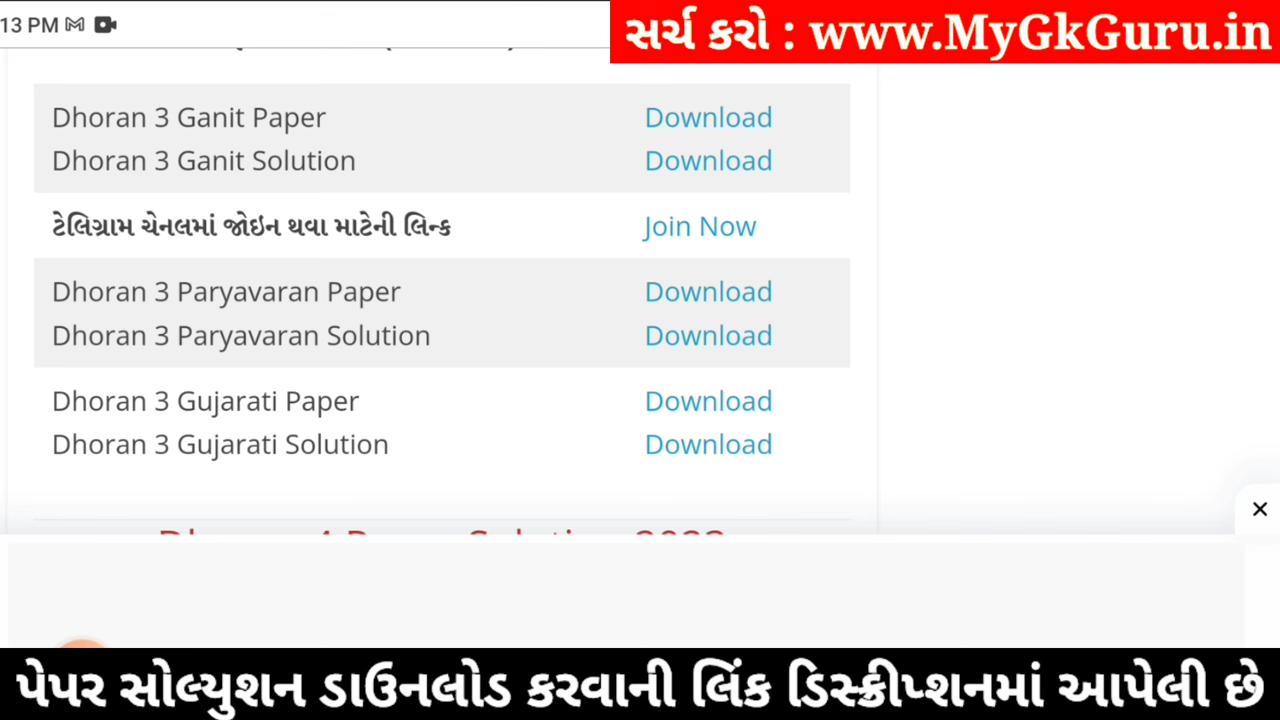 13 PM
સર્ચ કરો : www.MyGkGuru.in
Dhoran 3 Ganit Paper Download
Dhoran 3 Ganit Solution Download
ટેલિગ્રામ ચેનલમાં જોઇન થવા માટેની લિન્ક Join Now
Dhoran 3 Paryavaran Paper Download
Dhoran 3 Paryavaran Solution Download
Dhoran 3 Gujarati Paper Download
Dhoran 3 Gujarati Solution Download
પેપર સોલ્યુશન ડાઉનલોડ કરવાની લિંક ડિસ્ક્રીપ્શનમાં આપેલી છે